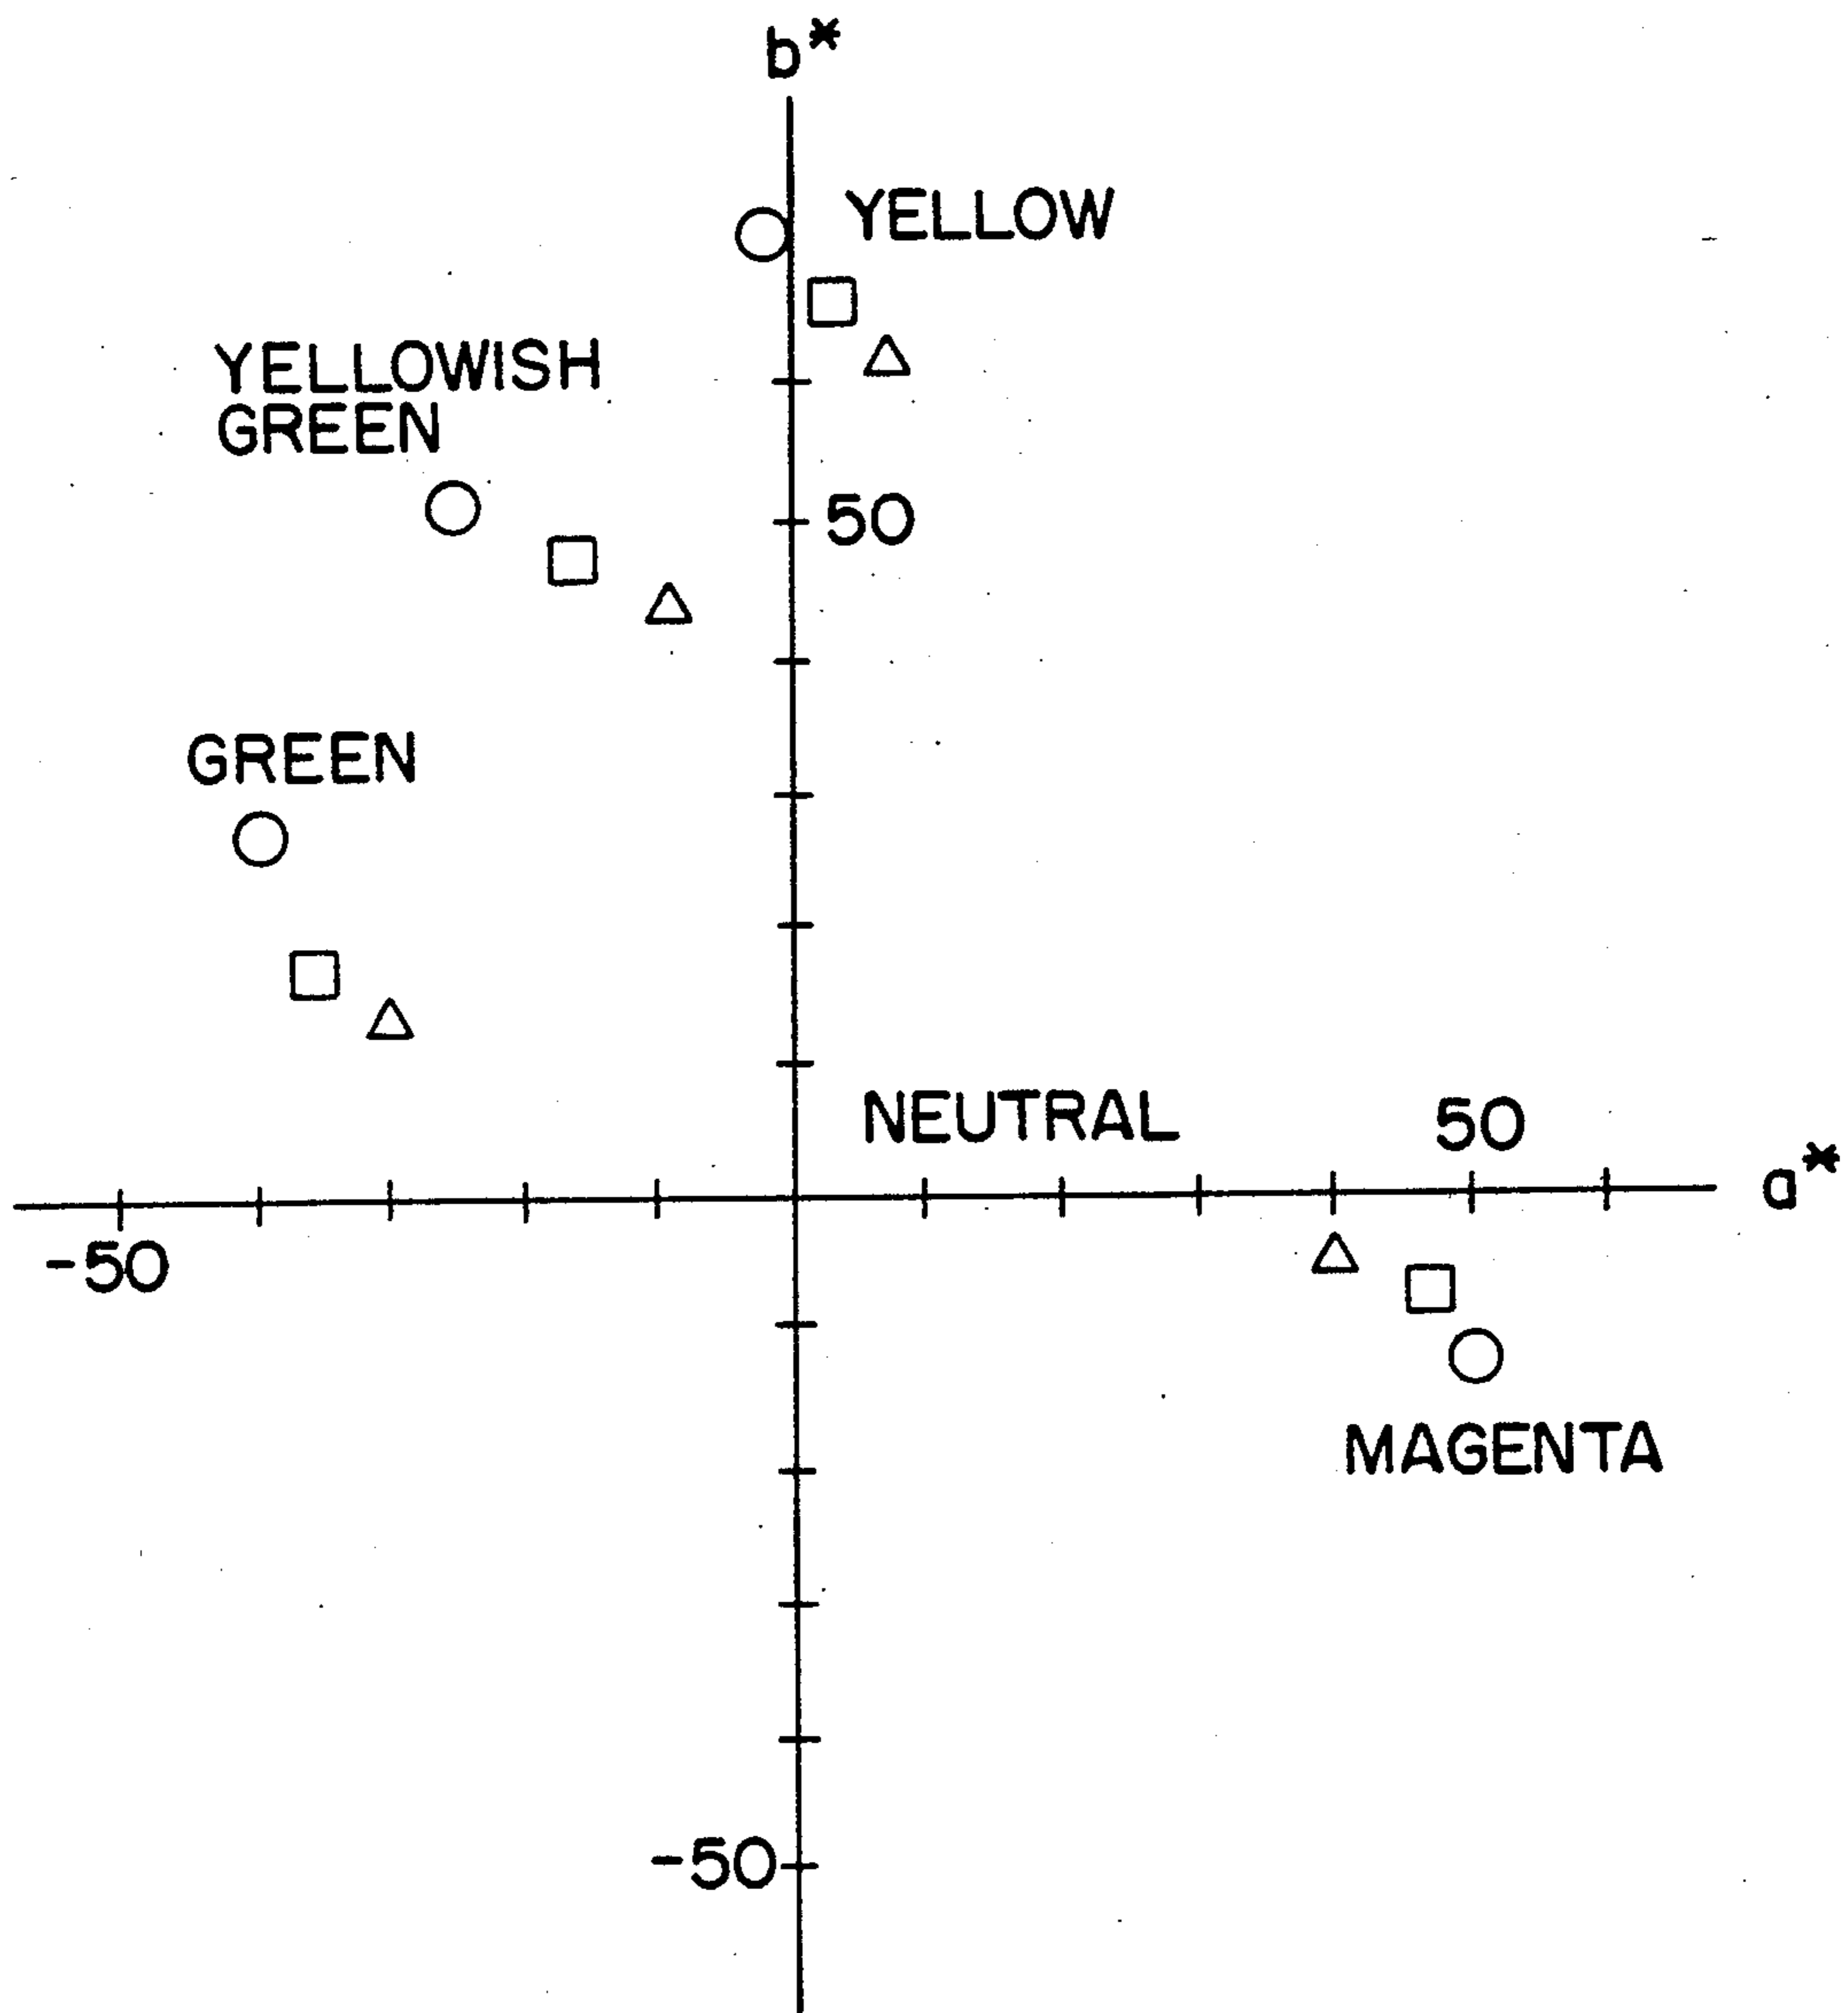 b*
YELLOW
YELLOWISH
GREEN
50
GREEN
NEUTRAL
50
a*
-50
MAGENTA
-50